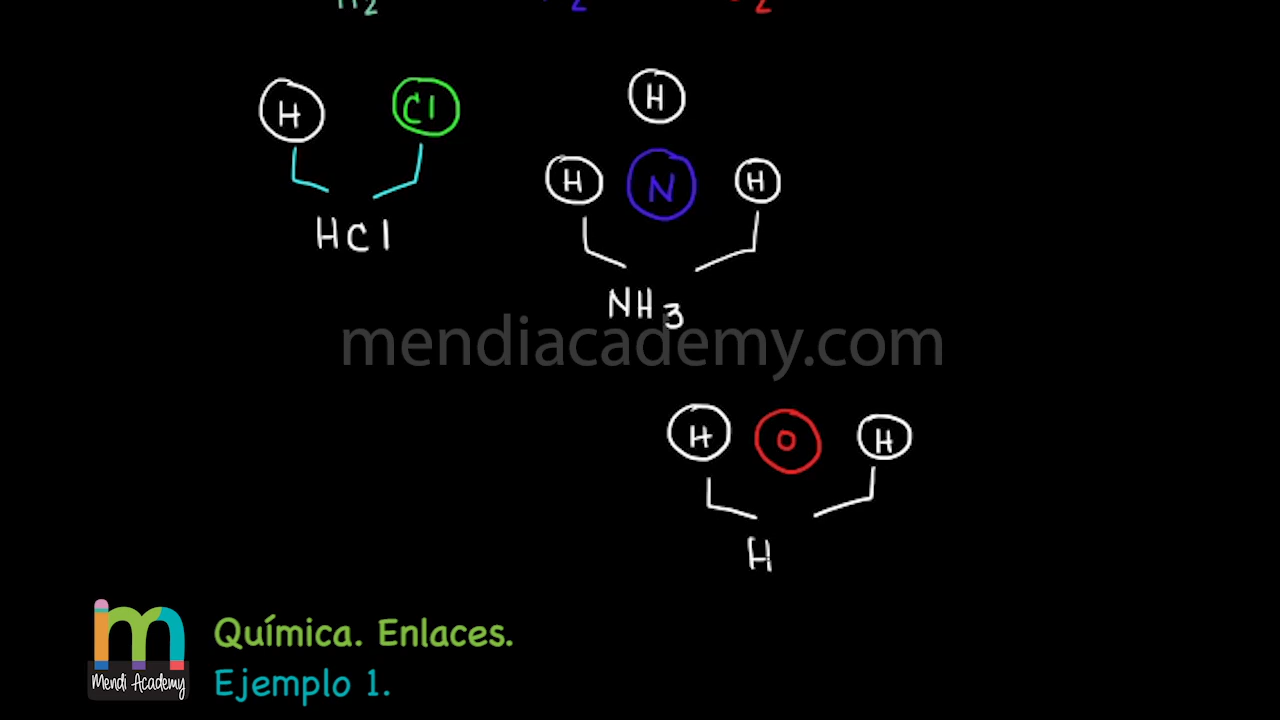 H Cl
HCl
H
H N H
NH3
mendiacademy.com
H O H
H
Química. Enlaces.
Mendi Academy
Ejemplo 1.